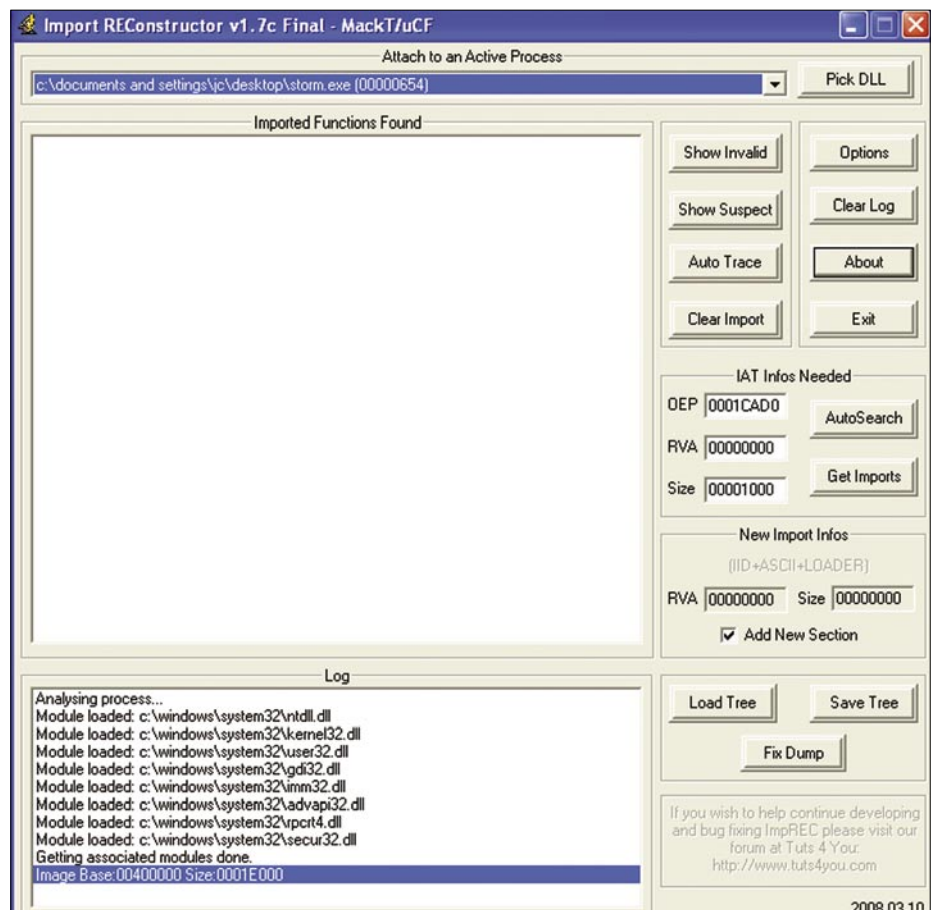 Import REConstructor v1.7c Final - MackT/uCF
Attach to an Active Process
c:\documents and settings\jc\desktop\storm.exe (00000654)
Pick DLL
Imported Functions Found
Show Invalid
Options
Show Suspect
Clear Log
Auto Trace
About
Clear Import
Exit
IAT Infos Needed
OEP 0001CAD0
AutoSearch
RVA 00000000
Size 00001000
Get Imports
New Import Infos
(IID+ASCII+LOADER)
RVA 00000000 Size 00000000
Add New Section
Log
Analysing process...
Module loaded: c:\windows\system32\ntdll.dll
Module loaded: c:\windows\system32\kernel32.dll
Module loaded: c:\windows\system32\user32.dll
Module loaded: c:\windows\system32\gdi32.dll
Module loaded: c:\windows\system32\imm32.dll
Module loaded: c:\windows\system32\advapi32.dll
Module loaded: c:\windows\system32\rpcrt4.dll
Module loaded: c:\windows\system32\secur32.dll
Getting associated modules done.
Image Base:00400000 Size:0001E000
Load Tree
Save Tree
Fix Dump
If you wish to help continue developing
and bug fixing ImpREC please visit our
forum at Tuts 4 You:
http://www.tuts4you.com
2008.03.10